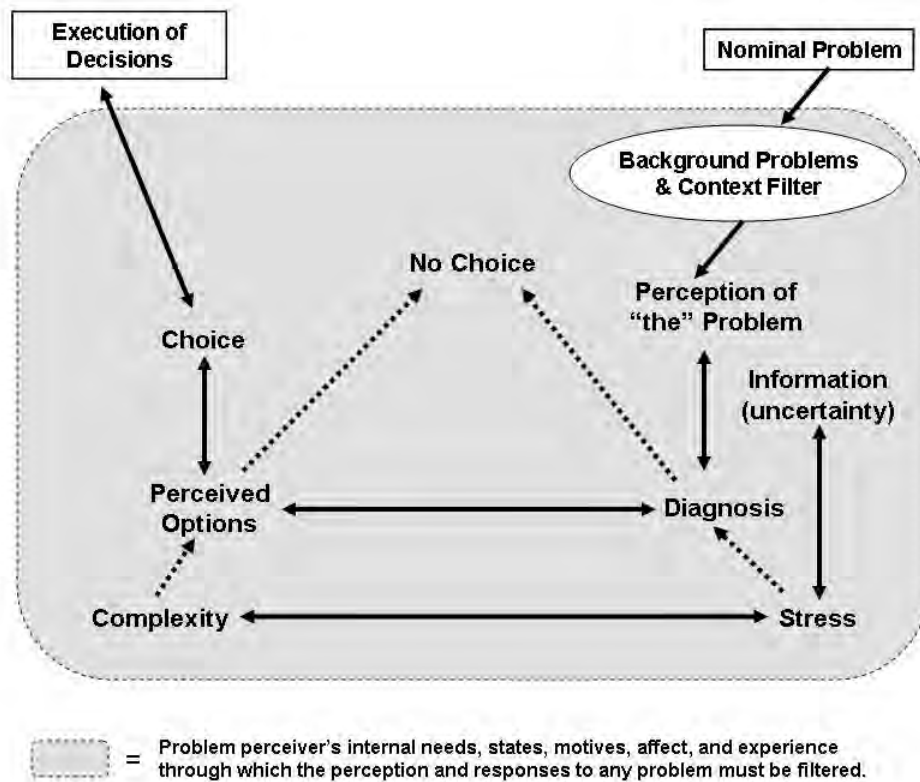 Execution of
Decisions
Nominal Problem
Background Problems
& Context Filter
No Choice
Perception of
“the” Problem
Choice
Information
(uncertainty)
Perceived
Options
Diagnosis
Complexity
Stress
= Problem perceiver's internal needs, states, motives, affect, and experience
through which the perception and responses to any problem must be filtered.